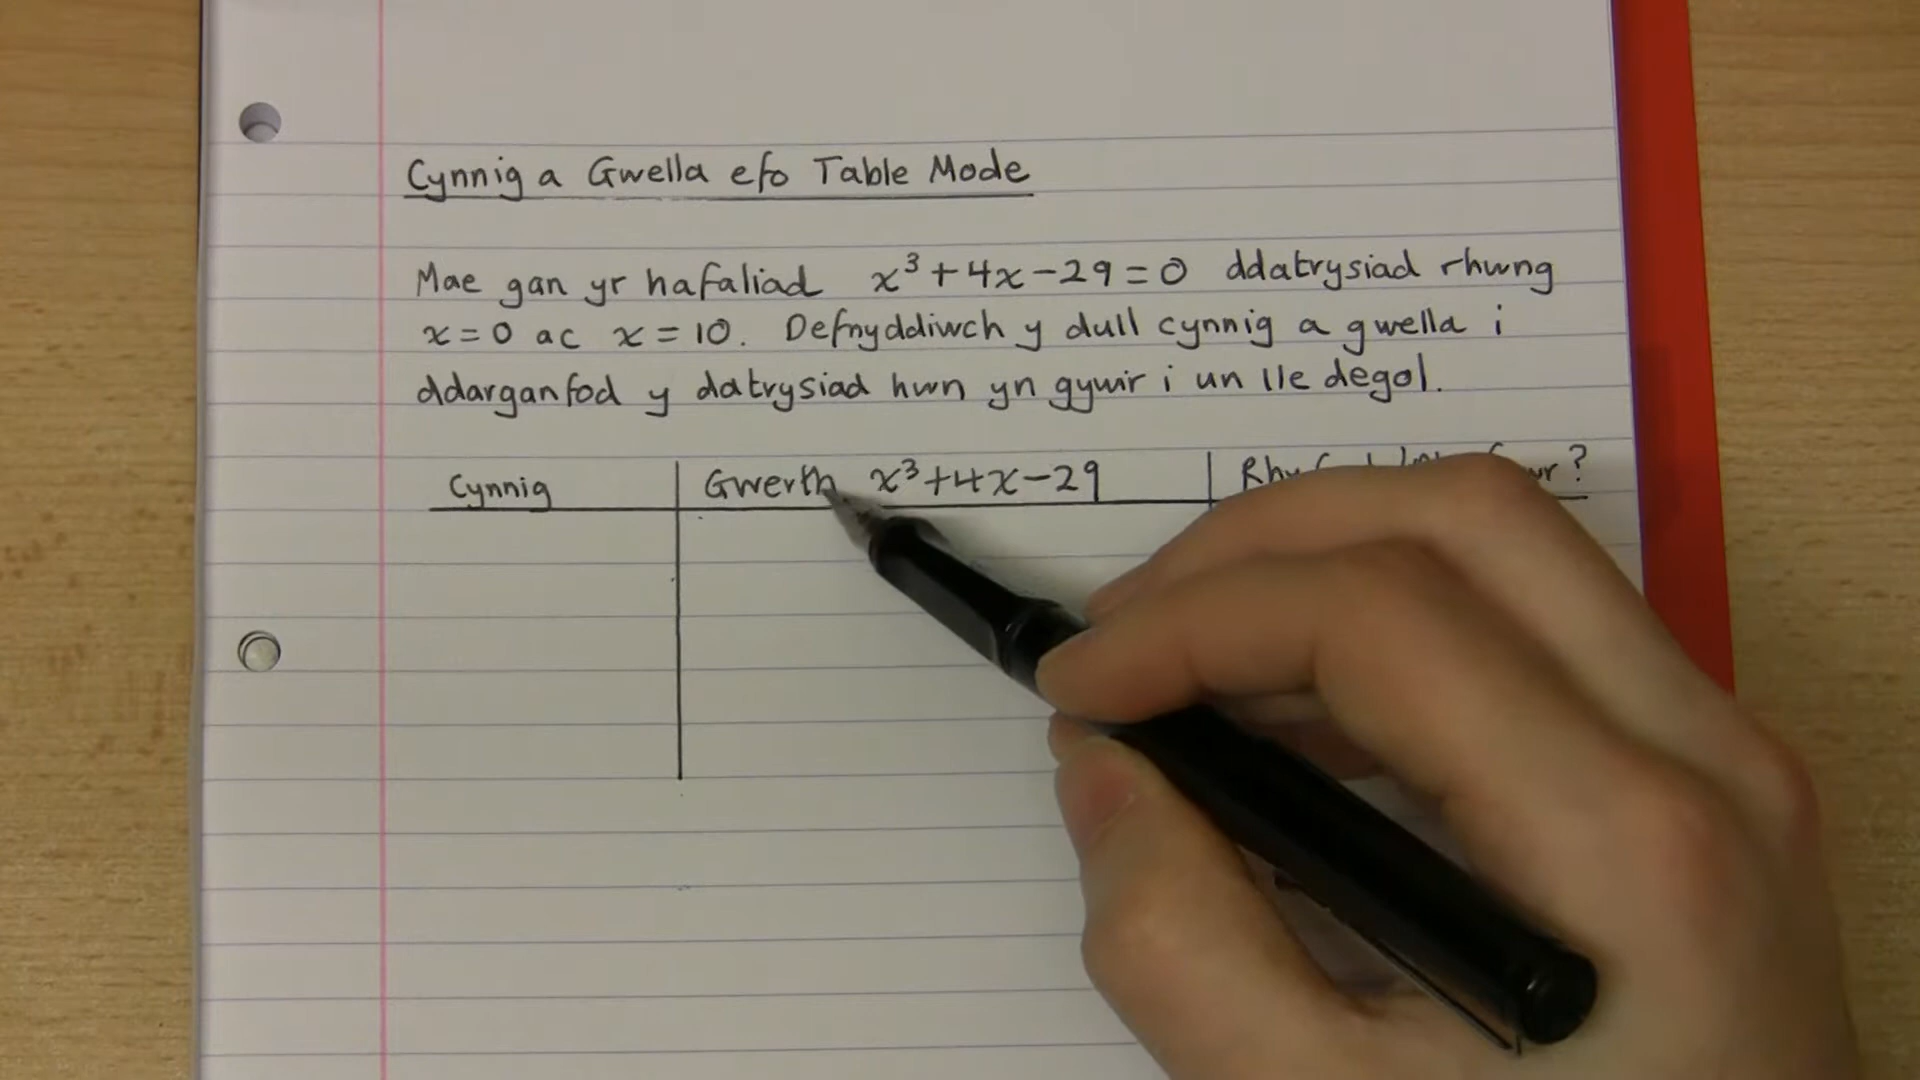 Cynnig a Gwella efo Table Mode
Mae gan yr hafaliad x³+4x-29=0 ddatrysiad rhwng
x=0 ac x=10. Defnyddiwch y dull cynnig a gwella i
ddarganfod y datrysiad hwn yn gywir i un lle degol.
Cynnig Gwerth x³+4x-29